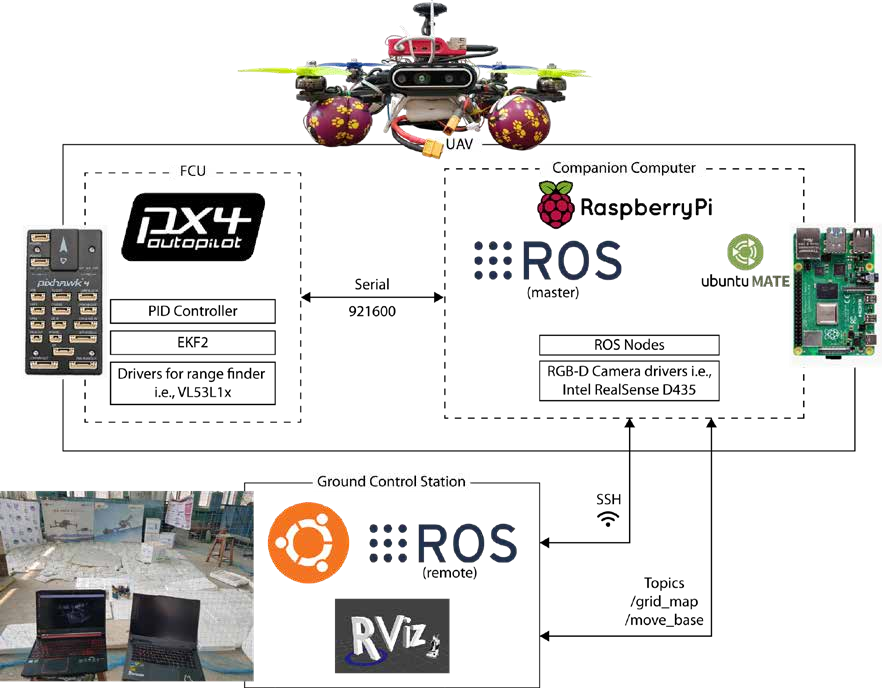 UAV
FCU
Companion Computer
px4
autopilot
RaspberryPi
ROS
(master)
ubuntu MATE
pixhawk 4
Serial
921600
PID Controller
EKF2
Drivers for range finder
i.e., VL53L1x
ROS Nodes
RGB-D Camera drivers i.e.,
Intel RealSense D435
Ground Control Station
SSH
ROS
(remote)
Topics
/grid_map
/move_base
RViz